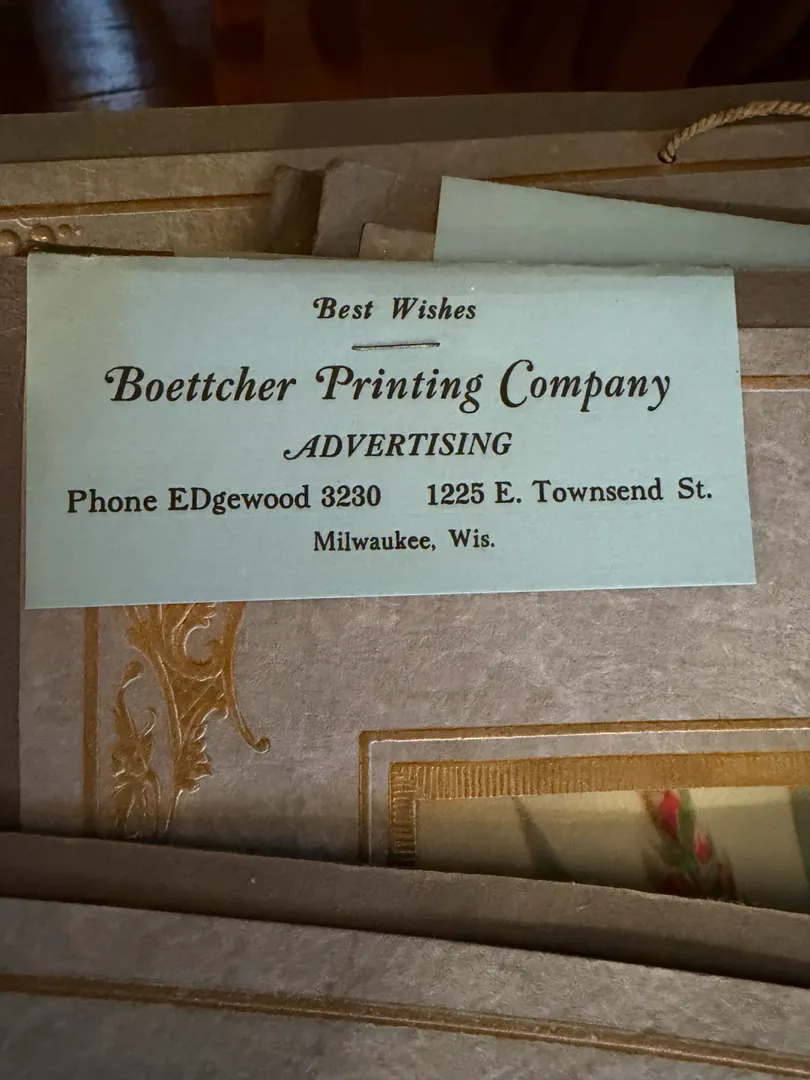 Best Wishes
Boettcher Printing Company
ADVERTISING
Phone EDgewood 3230 1225 E. Townsend St.
Milwaukee, Wis.